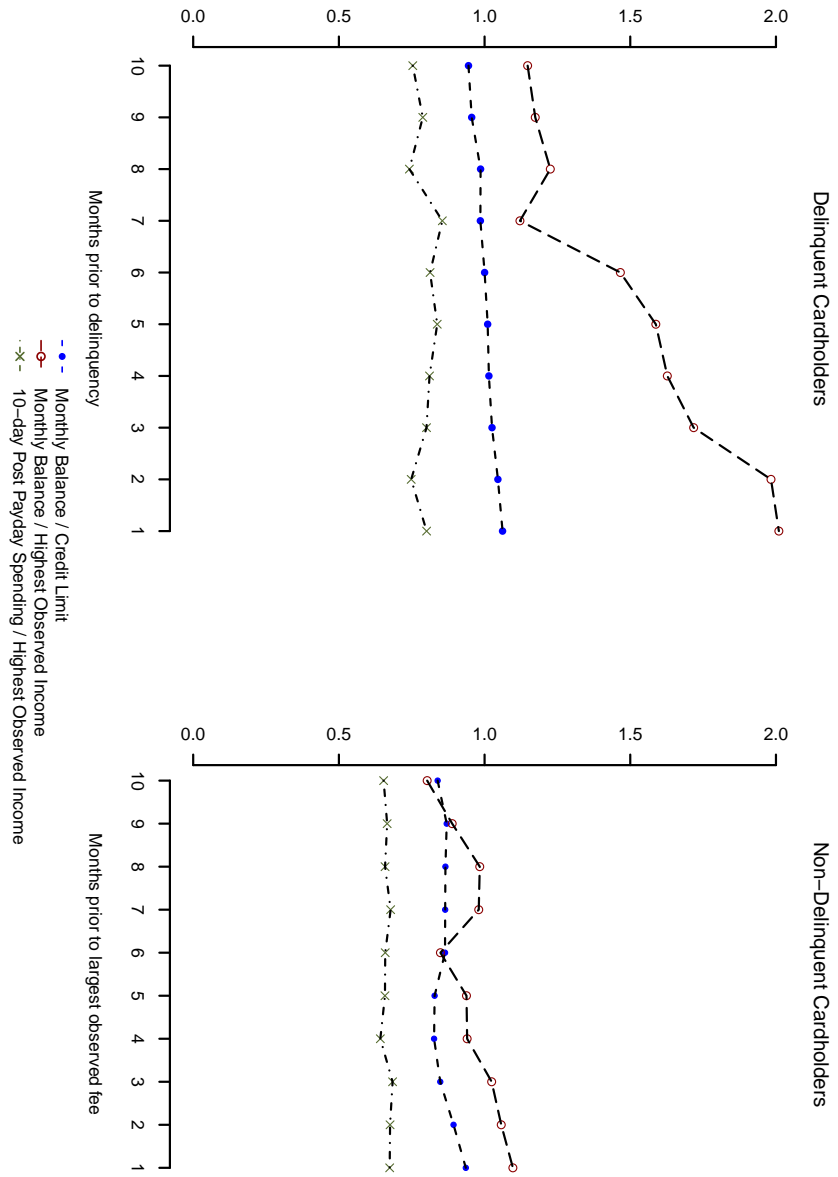 Delinquent Cardholders
2.0
1.5
1.0
0.5
0.0
10 9 8 7 6 5 4 3 2 1
Months prior to delinquency
Non−Delinquent Cardholders
2.0
1.5
1.0
0.5
0.0
10 9 8 7 6 5 4 3 2 1
Months prior to largest observed fee
Monthly Balance / Credit Limit
Monthly Balance / Highest Observed Income
10−day Post Payday Spending / Highest Observed Income